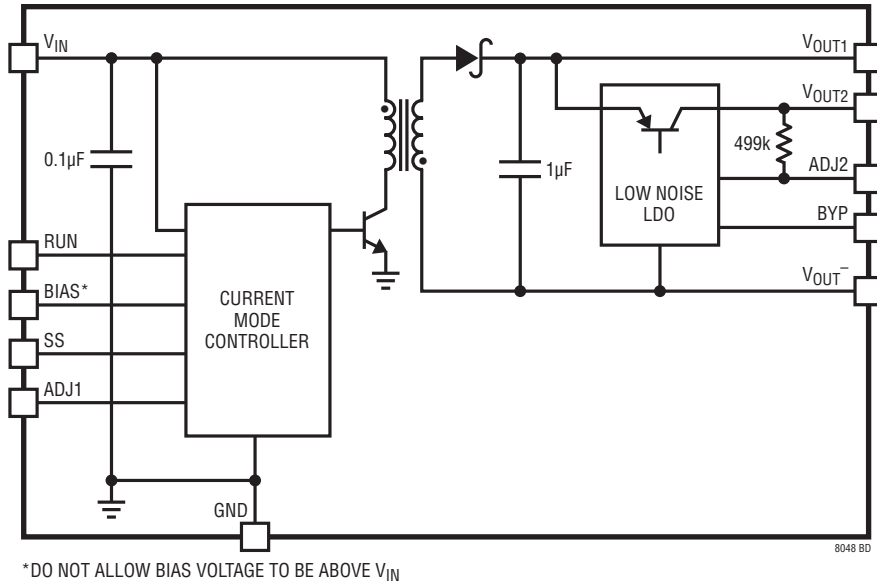 VIN
VOUT1
VOUT2
499k
0.1µF
1µF
ADJ2
LOW NOISE
LDO
BYP
RUN
BIAS*
CURRENT
MODE
CONTROLLER
VOUT–
SS
ADJ1
GND
8048 BD
*DO NOT ALLOW BIAS VOLTAGE TO BE ABOVE VIN